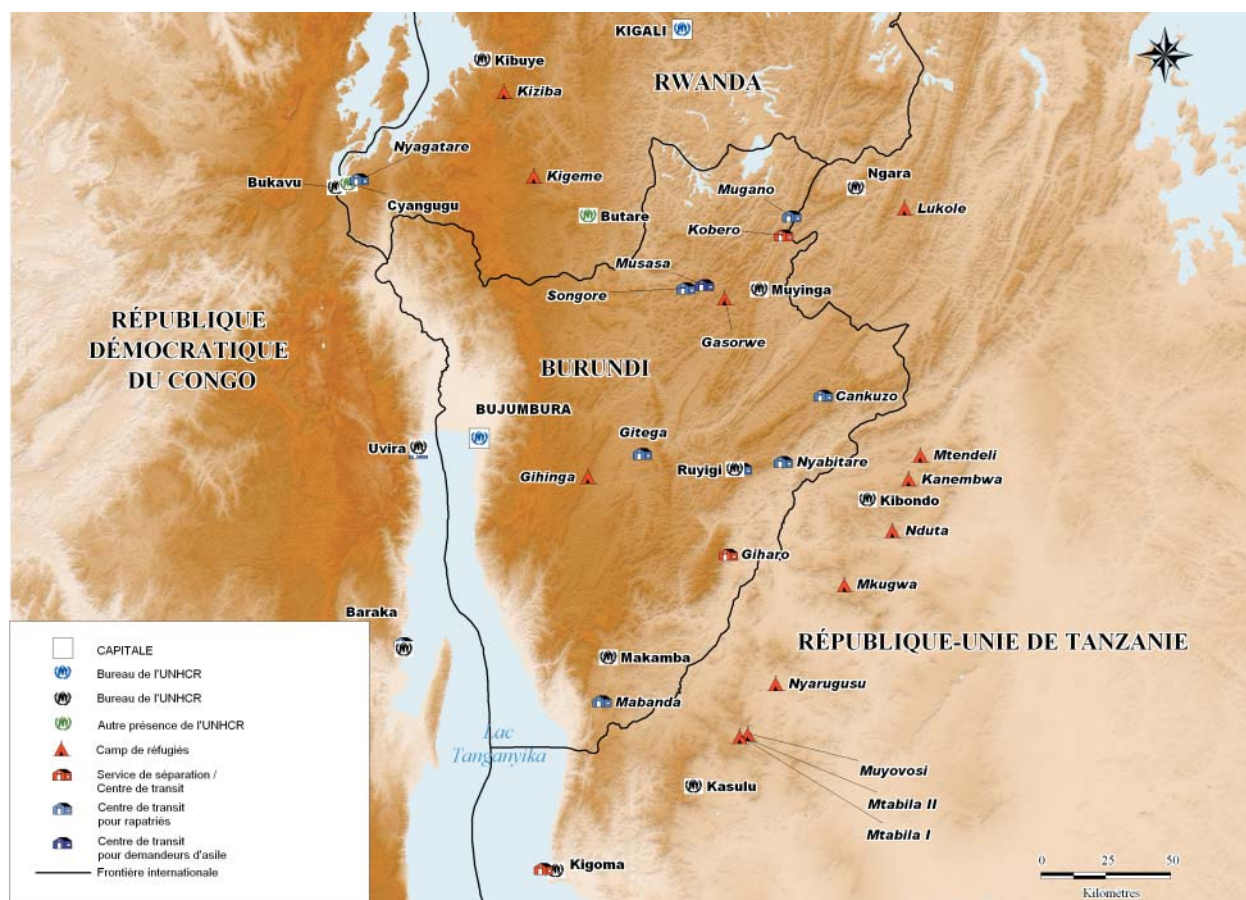 KIGALI
Kibuye
RWANDA
Kiziba
Nyagatare
Bukavu
Cyangugu
Kigeme
Butare
Mugano
Ngara
Kobero
Lukole
Musasa
Songore
Muyinga
Gasorwe
RÉPUBLIQUE
DÉMOCRATIQUE
DU CONGO
BURUNDI
Cankuzo
BUJUMBURA
Gitega
Uvira
Gihinga
Ruyigi
Nyabitare
Mtendeli
Kanembwa
Kibondo
Nduta
Giharo
Mkugwa
Baraka
RÉPUBLIQUE-UNIE DE TANZANIE
Makamba
Nyarugusu
Mabanda
Lac
Tanganyika
Muyovosi
Mtabila II
Mtabila I
Kasulu
Kigoma
CAPITALE
Bureau de l'UNHCR
Bureau de l'UNHCR
Autre présence de l'UNHCR
Camp de réfugiés
Service de séparation /
Centre de transit
Centre de transit
pour rapatriés
Centre de transit
pour demandeurs d'asile
Frontière internationale
0 25 50
Kilométres